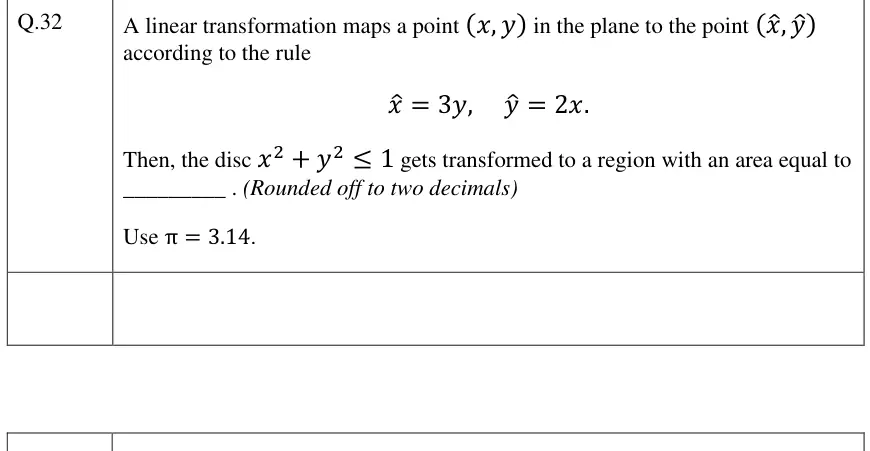 Q.32
A linear transformation maps a point (x, y) in the plane to the point (x̂, ŷ)
according to the rule
x̂ = 3y, ŷ = 2x.
Then, the disc x² + y² ≤ 1 gets transformed to a region with an area equal to
_________ . (Rounded off to two decimals)
Use π = 3.14.